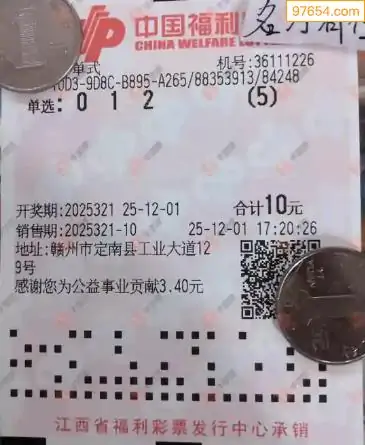 97654.com
中国福利
CHINA WELFARE
单式
机号:36111226
0D3-9D8C-B895-A265/88353913/84248
单选: 0 1 2 (5)
开奖期:2025321 25-12-01 合计10元
销售期:2025321-10 25-12-01 17:20:26
地址:赣州市定南县工业大道12
9号
感谢您为公益事业贡献3.40元
江西省福利彩票发行中心承销